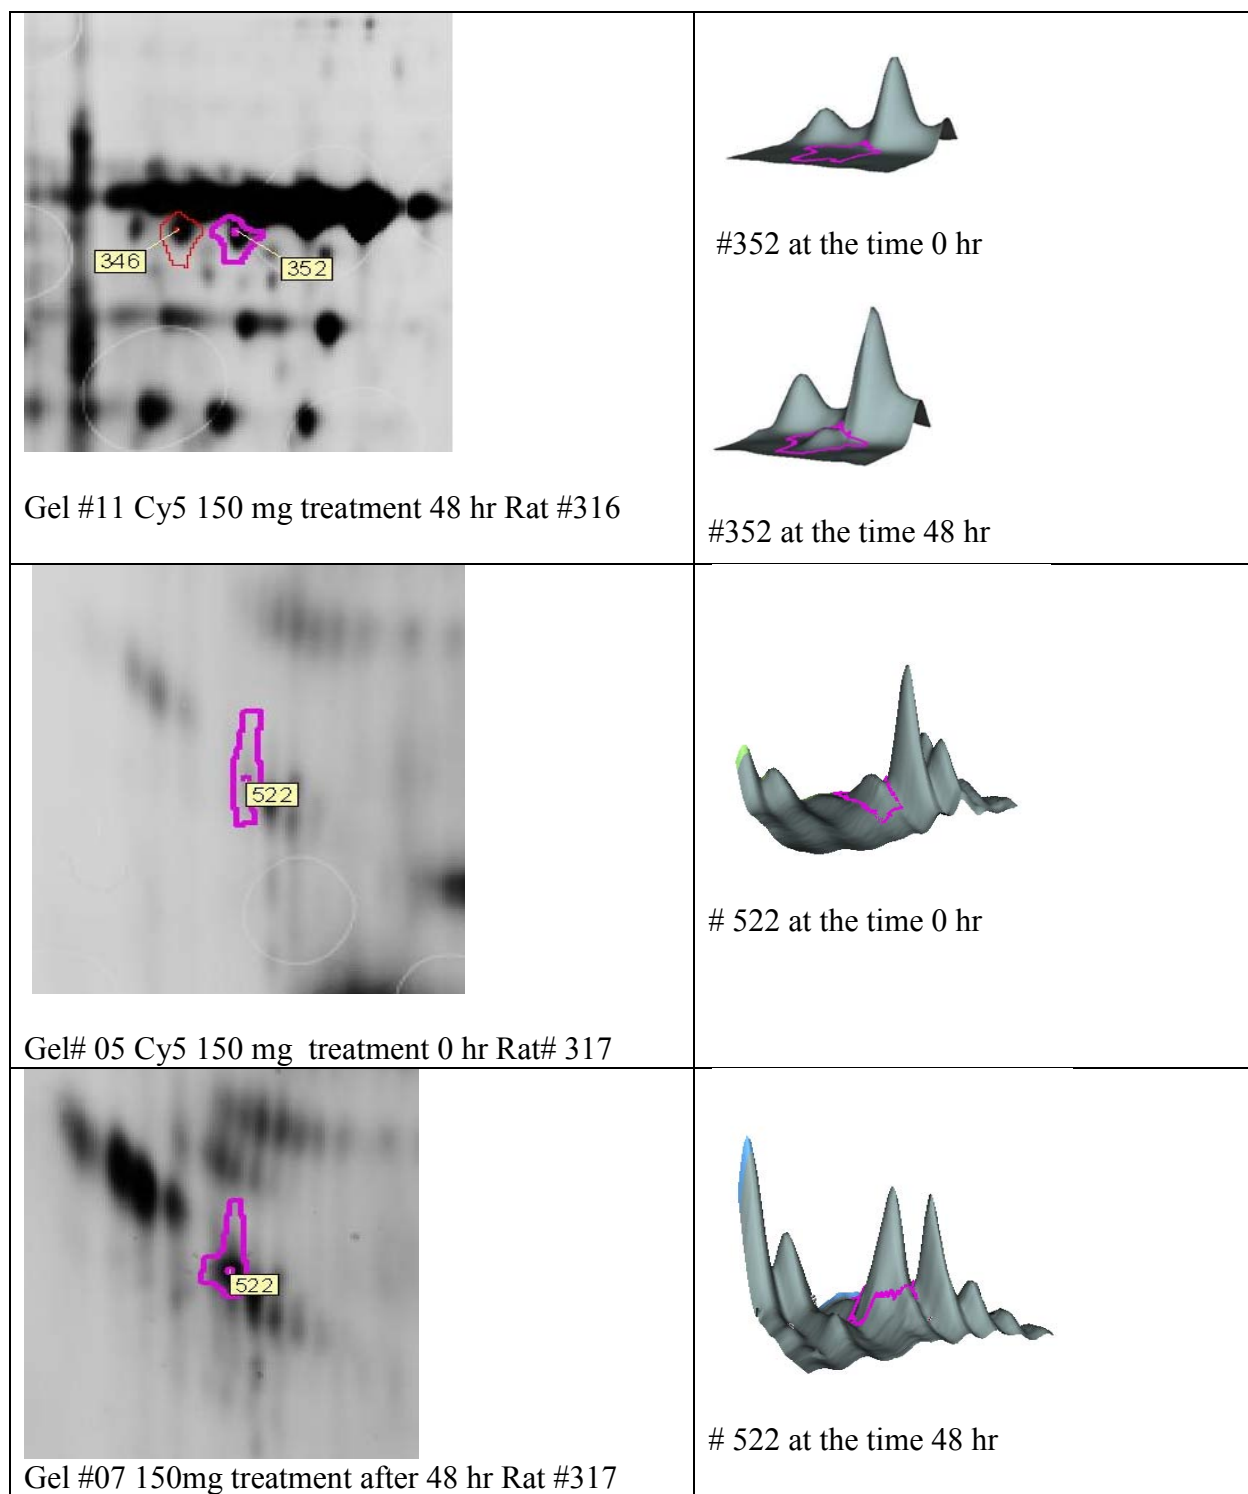 346
352
Gel #11 Cy5 150 mg treatment 48 hr Rat #316
#352 at the time 0 hr
#352 at the time 48 hr
522
Gel# 05 Cy5 150 mg  treatment 0 hr Rat# 317
# 522 at the time 0 hr
522
Gel #07 150mg treatment after 48 hr Rat #317
# 522 at the time 48 hr